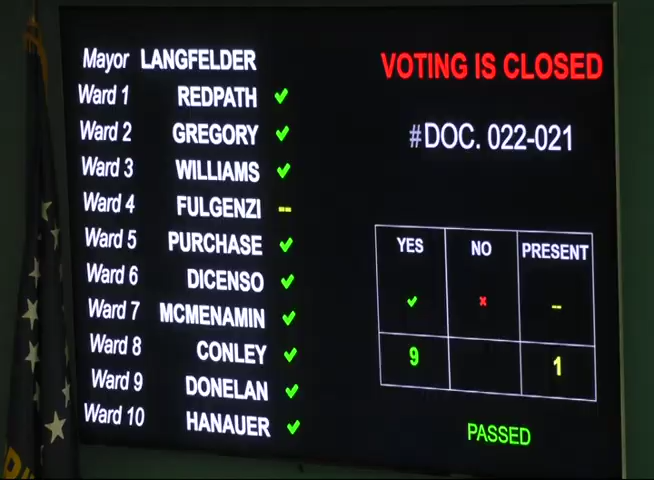 Mayor LANGFELDER
Ward 1 REDPATH ✓
Ward 2 GREGORY ✓
Ward 3 WILLIAMS ✓
Ward 4 FULGENZI --
Ward 5 PURCHASE ✓
Ward 6 DICENSO ✓
Ward 7 MCMENAMIN ✓
Ward 8 CONLEY ✓
Ward 9 DONELAN ✓
Ward 10 HANAUER ✓
VOTING IS CLOSED
#DOC. 022-021
YES NO PRESENT
✓ × --
9 1
PASSED